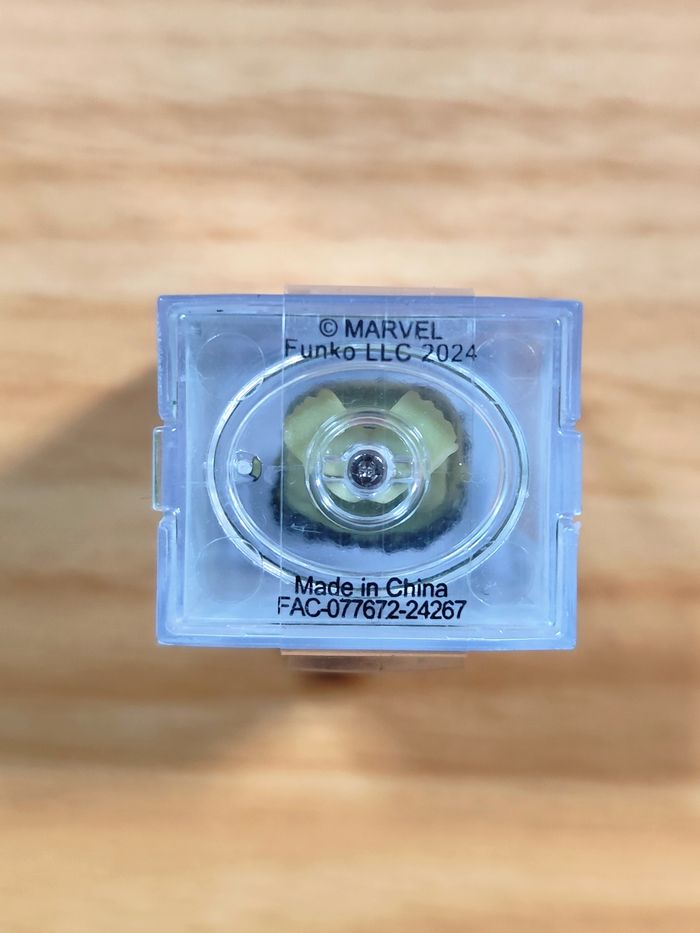 © MARVEL
Funko LLC 2024
Made in China
FAC-077672-24267